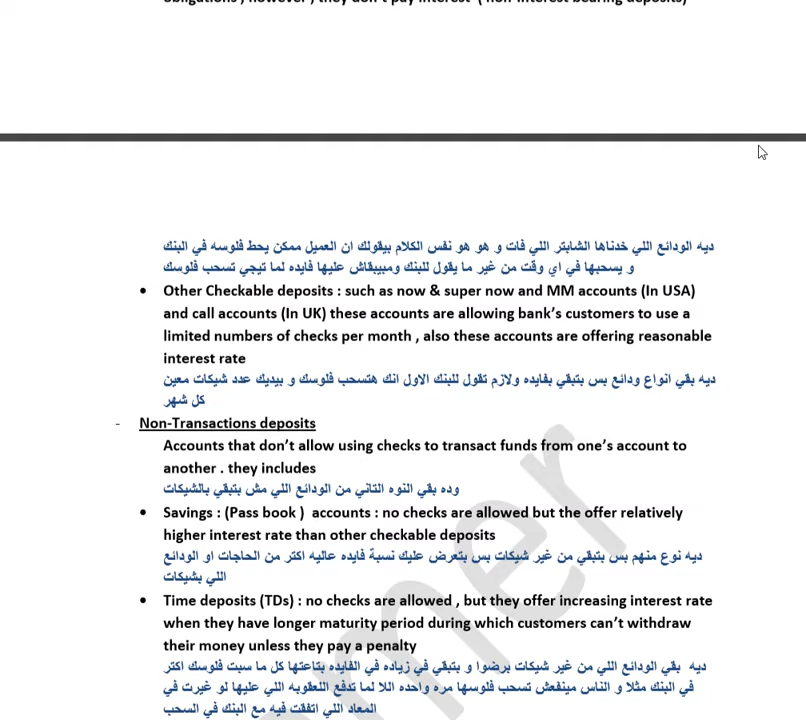 obligations , however , they don't pay interest ( non-interest bearing deposits)
ديه الودائع اللي خدناها الشابتر اللي فات و هو هو نفس الكلام بيقولك ان العميل ممكن يحط فلوسه في البنك
و يسحبها في اي وقت من غير ما يقول للبنك ومبيبقاش عليها فايده لما تيجي تسحب فلوسك
• Other Checkable deposits : such as now & super now and MM accounts (In USA)
and call accounts (In UK) these accounts are allowing bank's customers to use a
limited numbers of checks per month , also these accounts are offering reasonable
interest rate
ديه بقي انواع ودائع بس بتبقي بفايده ولازم تقول للبنك الاول انك هتسحب فلوسك و بيديك عدد شيكات معين
كل شهر
- Non-Transactions deposits
Accounts that don't allow using checks to transact funds from one's account to
another . they includes
وده بقي النوه التاني من الودائع اللي مش بتبقي بالشيكات
• Savings : (Pass book ) accounts : no checks are allowed but the offer relatively
higher interest rate than other checkable deposits
ديه نوع منهم بس بتبقي من غير شيكات بس بتعرض عليك نسبة فايده عاليه اكتر من الحاجات او الودائع
اللي بشيكات
• Time deposits (TDs) : no checks are allowed , but they offer increasing interest rate
when they have longer maturity period during which customers can't withdraw
their money unless they pay a penalty
ديه بقي الودائع اللي من غير شيكات برضوا و بتبقي في زياده في الفايده بتاعتها كل ما سبت فلوسك اكتر
في البنك مثلا و الناس مينفعش تسحب فلوسها مره واحده اللا لما تدفع اللعقوبه اللي عليها لو غيرت في
المعاد اللي اتفقت فيه مع البنك في السحب